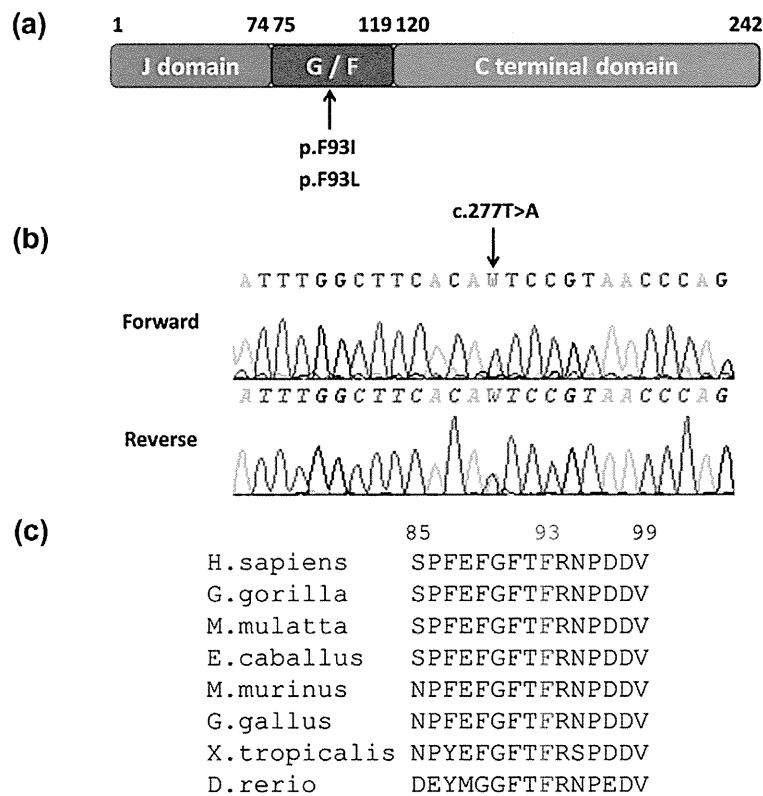 (a)
1 74 75 119 120 242
J domain G / F C terminal domain
p.F93I
p.F93L
(b)
c.277T>A
ATTTGGCTTCACAWTCCGTAACCCAG
Forward
ATTTGGCTTCACAWTCCGTAACCCAG
Reverse
(c)
85 93 99
H.sapiens SPFEFGFTFRNPDDV
G.gorilla SPFEFGFTFRNPDDV
M.mulatta SPFEFGFTFRNPDDV
E.caballus SPFEFGFTFRNPDDV
M.murinus NPFEFGFTFRNPDDV
G.gallus NPFEFGFTFRNPDDV
X.tropicalis NPYEFGFTFRSPDDV
D.rerio DEYMGGFTFRNPEDV